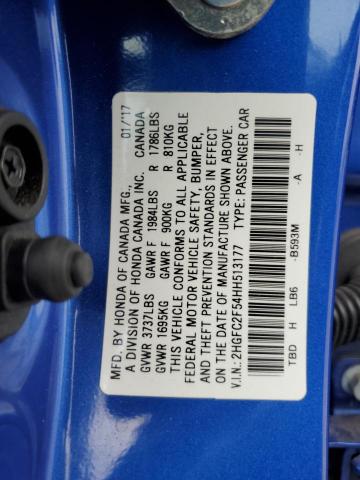 MFD. BY HONDA OF CANADA MFG., 01/17
A DIVISION OF HONDA CANADA INC. CANADA
GVWR 3737LBS GAWR F 1984LBS R 1786LBS
GVWR 1695KG GAWR F 900KG R 810KG
THIS VEHICLE CONFORMS TO ALL APPLICABLE
FEDERAL MOTOR VEHICLE SAFETY, BUMPER,
AND THEFT PREVENTION STANDARDS IN EFFECT
ON THE DATE OF MANUFACTURE SHOWN ABOVE.
V.I.N.: 2HGFC2F54HH513177 TYPE: PASSENGER CAR
TBD H LB6 -B593M -A -H